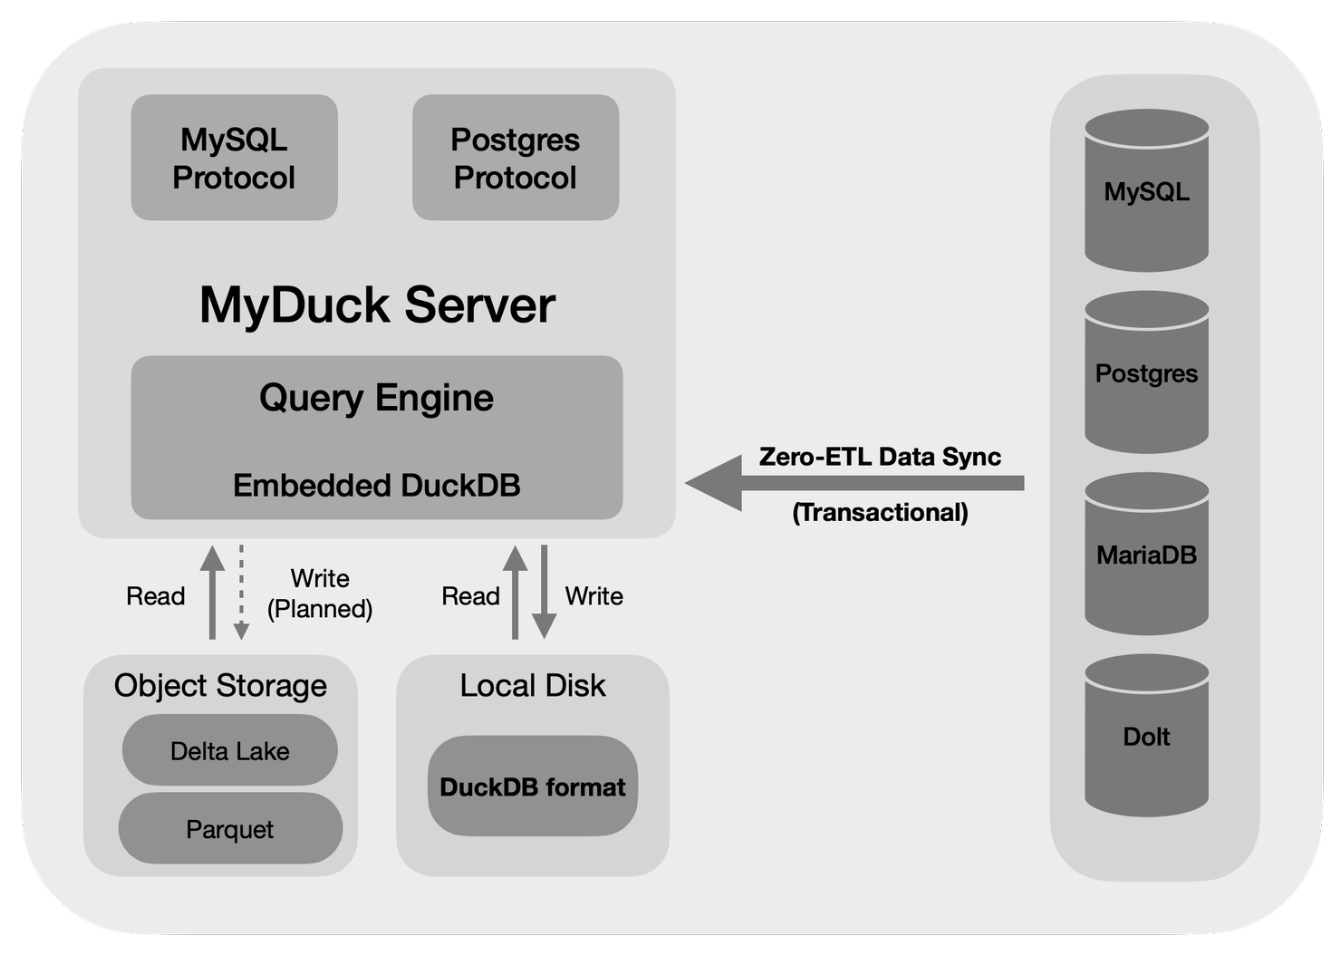 MySQL
Protocol
Postgres
Protocol
MyDuck Server
Query Engine
Embedded DuckDB
Read
Write
(Planned)
Read
Write
Object Storage
Delta Lake
Parquet
Local Disk
DuckDB format
Zero-ETL Data Sync
(Transactional)
MySQL
Postgres
MariaDB
Dolt